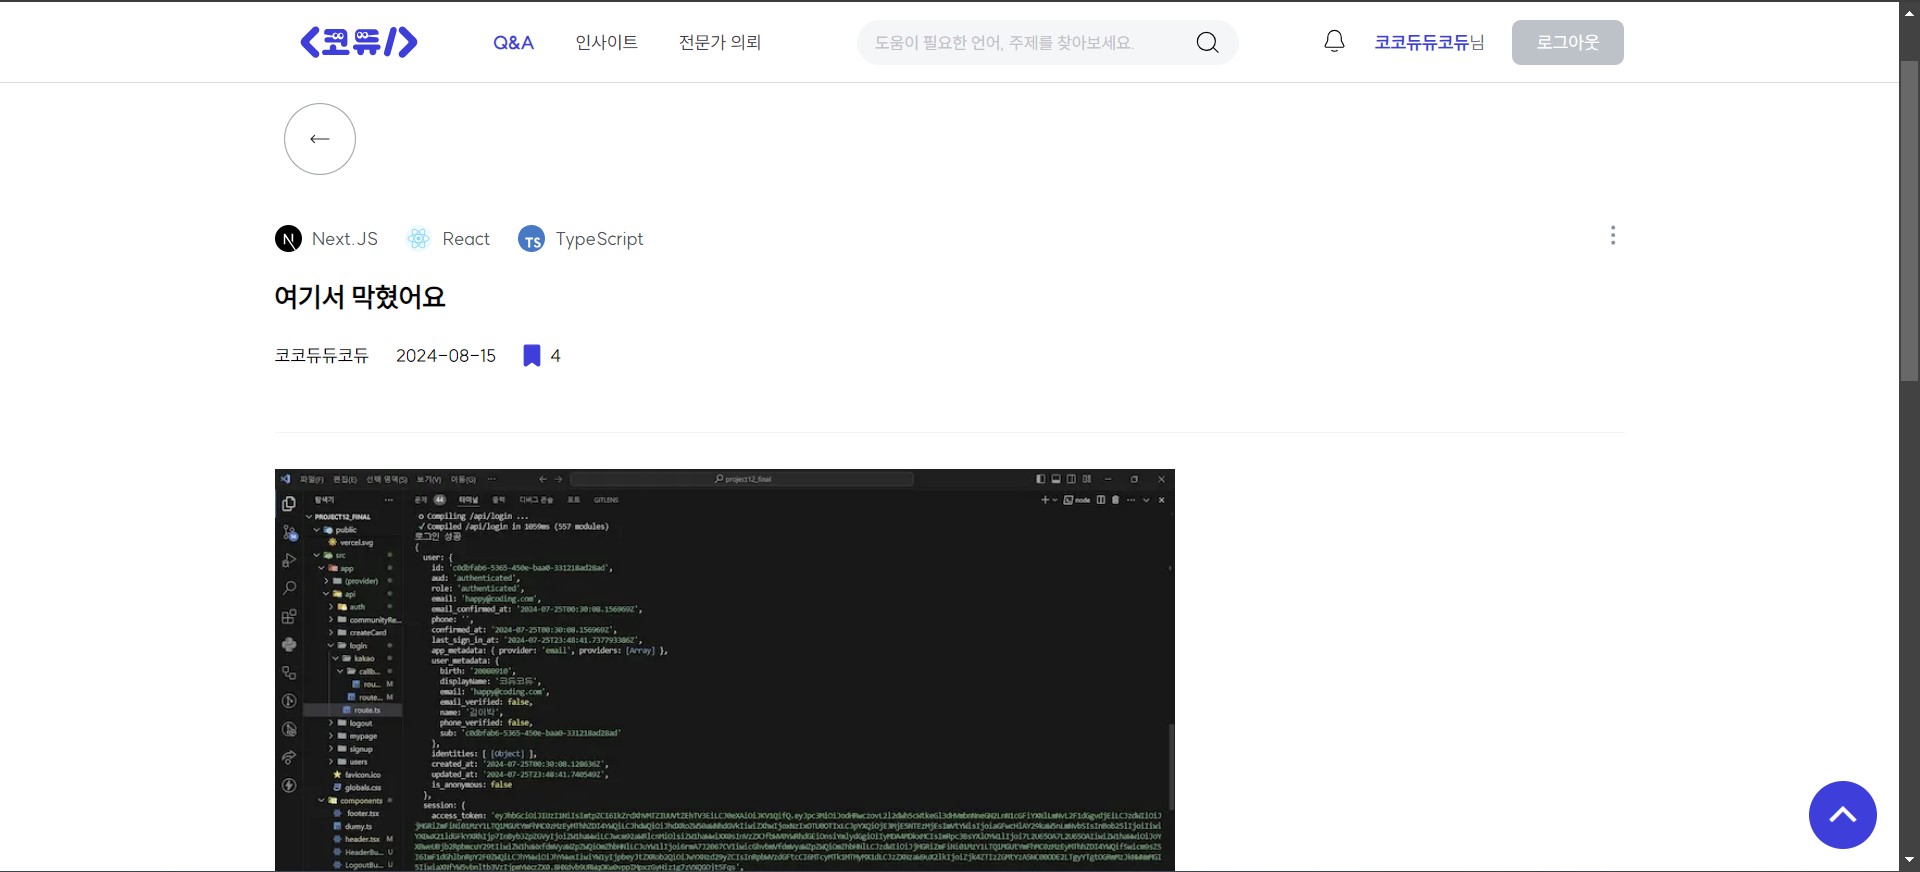 <코듀/>
Q&A 인사이트 전문가 의뢰 도움이 필요한 언어, 주제를 찾아보세요. 코코듀듀코듀님 로그아웃
Next.JS React TypeScript
여기서 막혔어요
코코듀듀코듀 2024-08-15 4
파일(F) 편집(E) 선택 영역(S) 보기(V) 이동(G) ... project12_final
탐색기 ... 문제 44 터미널 출력 디버그 콘솔 포트 GITLENS node
PROJECT12_FINAL
public
vercel.svg
src
app
(provider)
api
auth
communityRe...
createCard
login
kakao
callb...
rou... M
route... M
route.ts
logout
mypage
signup
users
favicon.ico
globals.css
components
footer.tsx
dumy.ts
header.tsx M
HeaderBu... U
LogoutBu... U
○ Compiling /api/login ...
✓ Compiled /api/login in 1059ms (557 modules)
로그인 성공
{
user: {
id: 'c0dbfab6-5365-450e-baa0-331218ad28ad',
aud: 'authenticated',
role: 'authenticated',
email: 'happy@coding.com',
email_confirmed_at: '2024-07-25T00:30:08.156969Z',
phone: '',
confirmed_at: '2024-07-25T00:30:08.156969Z',
last_sign_in_at: '2024-07-25T23:48:41.737793386Z',
app_metadata: { provider: 'email', providers: [Array] },
user_metadata: {
birth: '20000910',
displayName: '코듀코듀',
email: 'happy@coding.com',
email_verified: false,
name: '김이박',
phone_verified: false,
sub: 'c0dbfab6-5365-450e-baa0-331218ad28ad'
},
identities: [ [Object] ],
created_at: '2024-07-25T00:30:08.128636Z',
updated_at: '2024-07-25T23:48:41.740549Z',
is_anonymous: false
},
session: {
access_token: